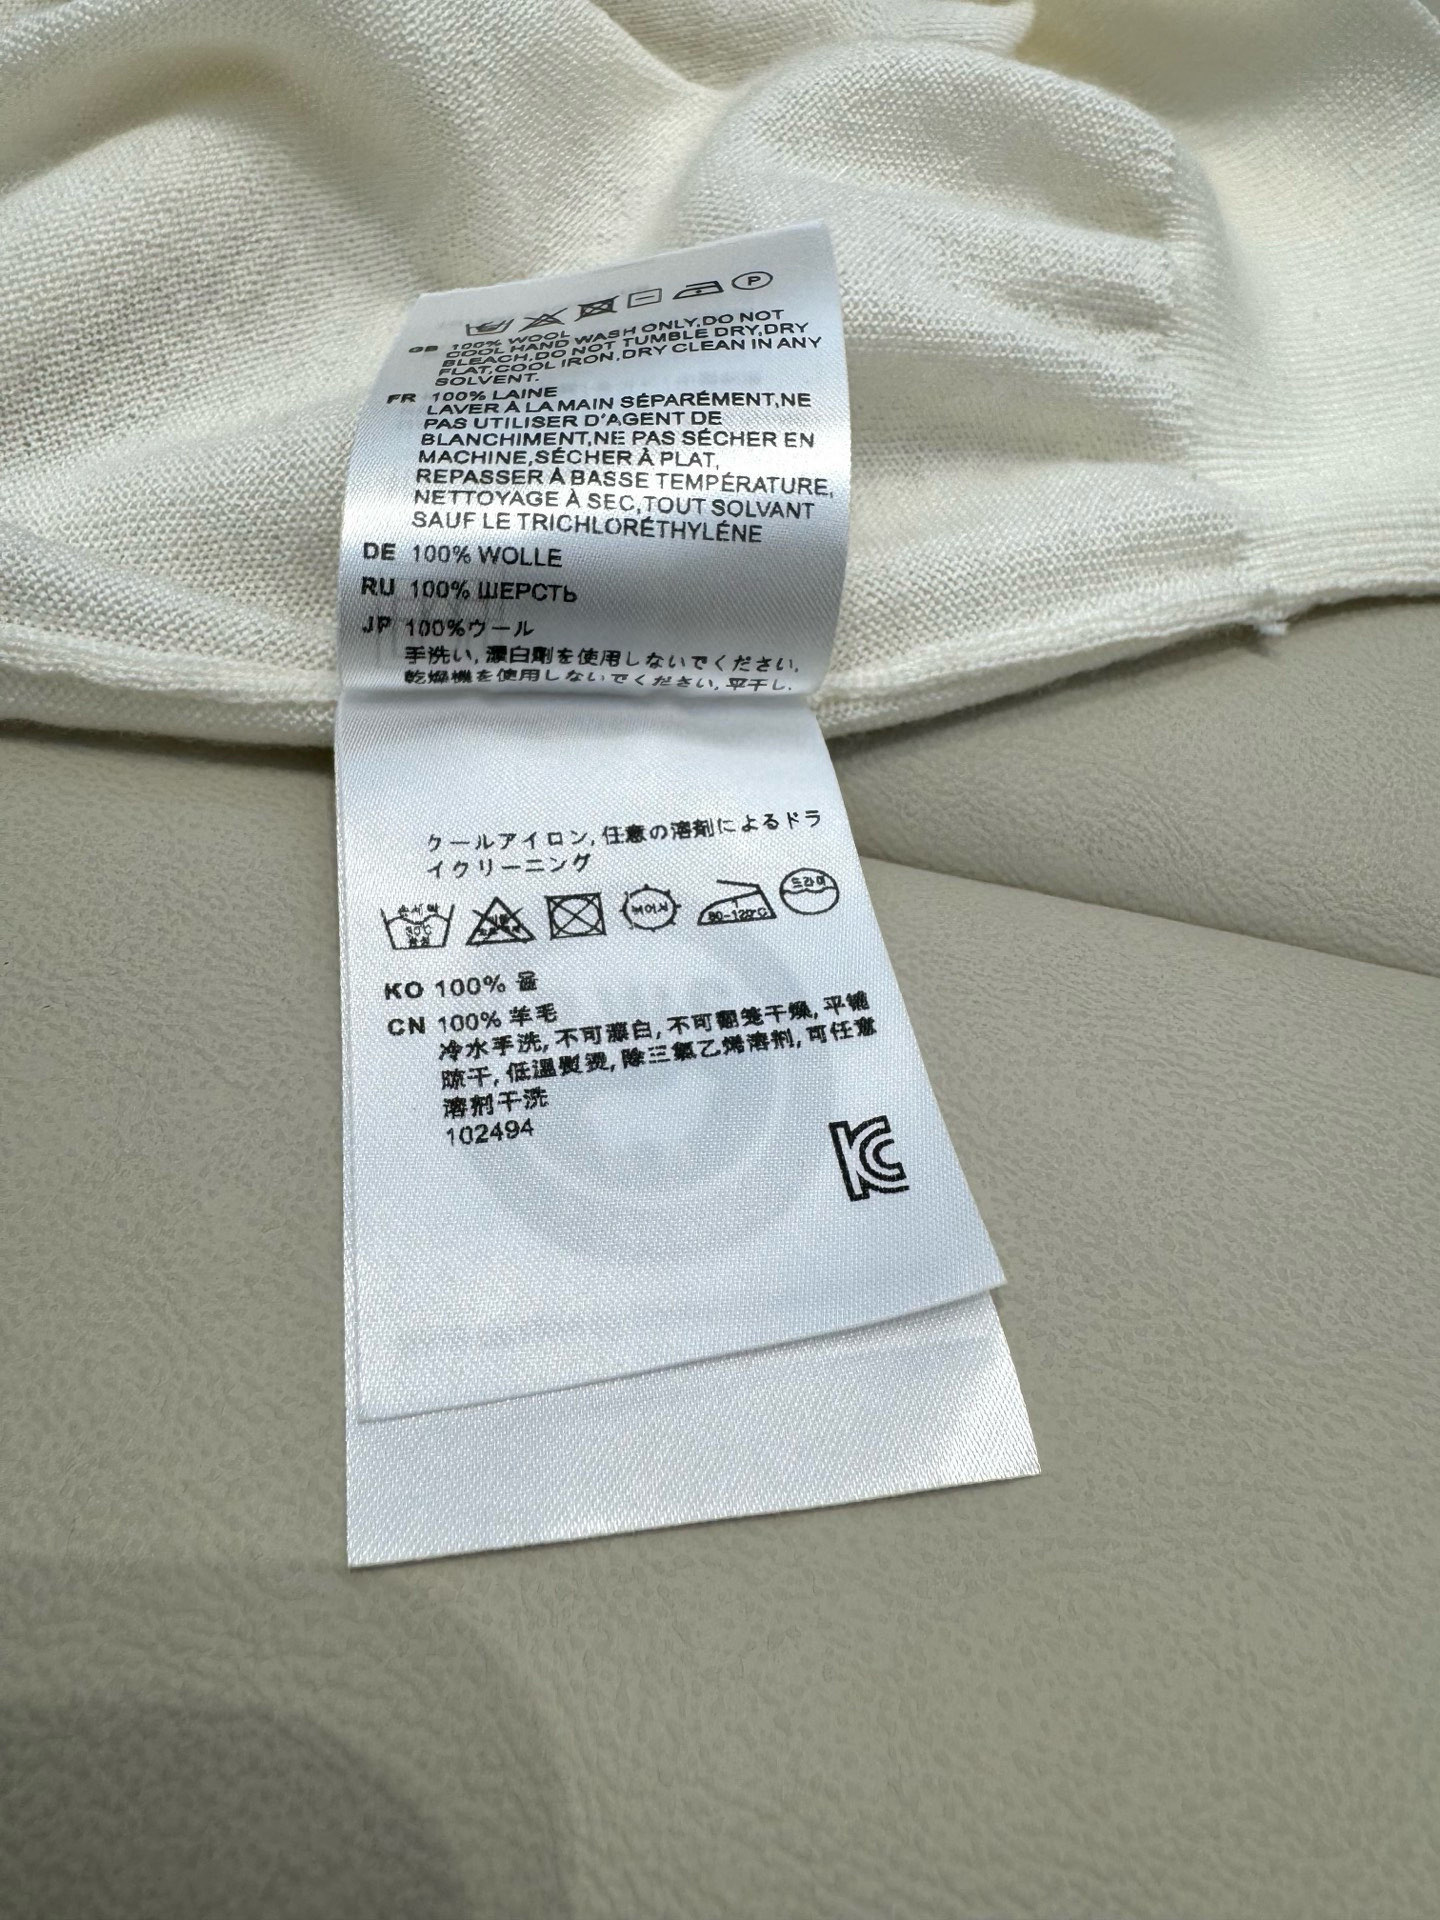 P
GB 100% WOOL
COOL HAND WASH ONLY,DO NOT
BLEACH,DO NOT TUMBLE DRY,DRY
FLAT,COOL IRON,DRY CLEAN IN ANY
SOLVENT.
FR 100% LAINE
LAVER À LA MAIN SÉPARÉMENT,NE
PAS UTILISER D'AGENT DE
BLANCHIMENT,NE PAS SÉCHER EN
MACHINE,SÉCHER À PLAT,
REPASSER À BASSE TEMPÉRATURE,
NETTOYAGE À SEC,TOUT SOLVANT
SAUF LE TRICHLORÉTHYLÉNE
DE 100% WOLLE
RU 100% ШЕРСТЬ
JP 100%ウール
手洗い,漂白剤を使用しないでください,
乾燥機を使用しないでください,平干し,
クールアイロン,任意の溶剤によるドラ
イクリーニング
80-120°C
드라이
KO 100% 울
CN 100% 羊毛
冷水手洗,不可漂白,不可翻笼干燥,平铺
晾干,低温熨烫,除三氯乙烯溶剂,可任意
溶剂干洗
102494
KC